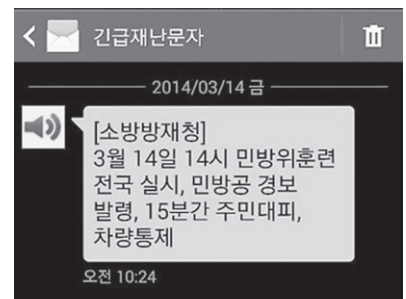 긴급재난문자
2014/03/14 금
[소방방재청]
3월 14일 14시 민방위훈련
전국 실시, 민방공 경보
발령, 15분간 주민대피,
차량통제
오전 10:24